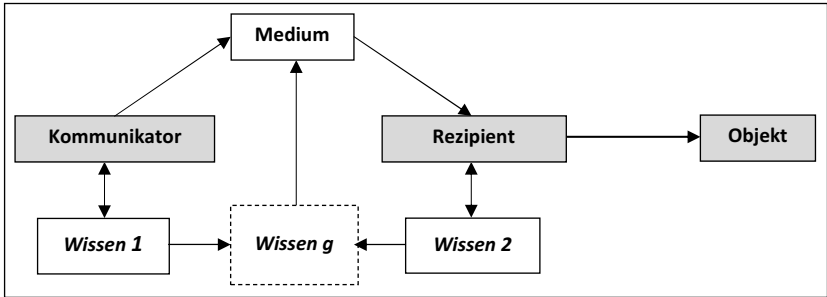 Medium
Kommunikator
Rezipient
Objekt
Wissen 1
Wissen g
Wissen 2